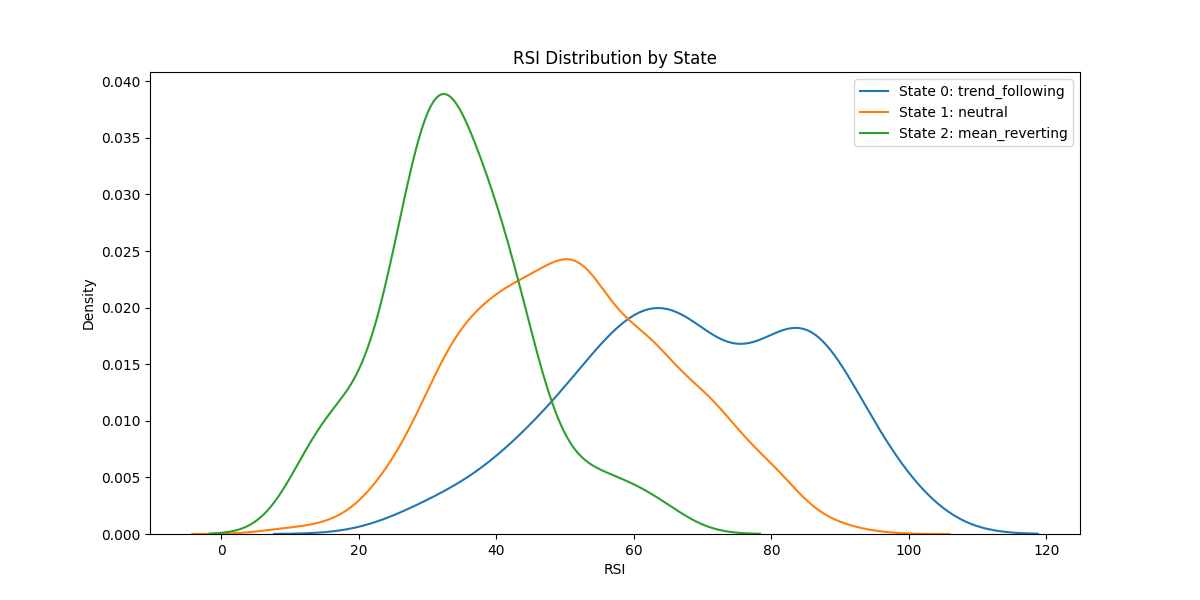 RSI Distribution by State
State 0: trend_following
State 1: neutral
State 2: mean_reverting
Density
0.040
0.035
0.030
0.025
0.020
0.015
0.010
0.005
0.000
0 20 40 60 80 100 120
RSI